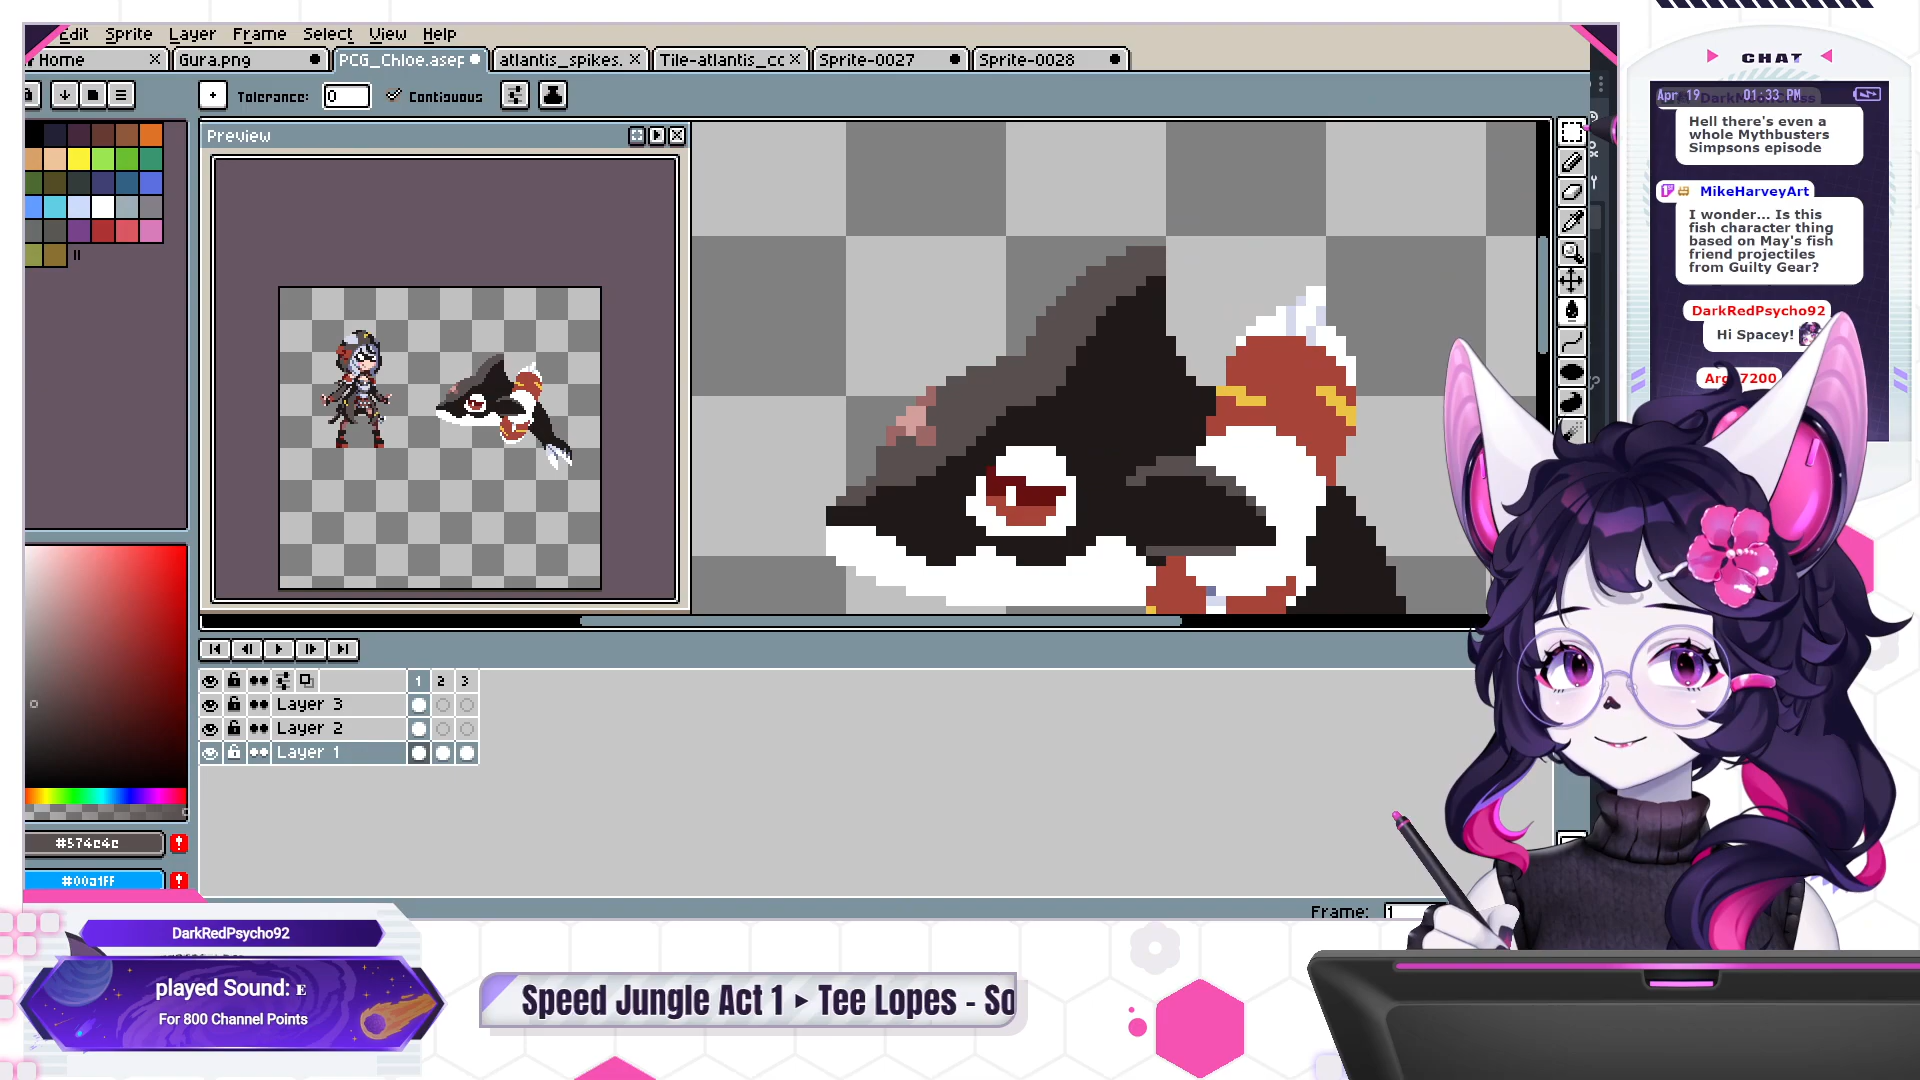 Edit Sprite Layer Frame Select View Help
Home
Gura.png
PCG_Chloe.asep
atlantis_spikes.
Tile-atlantis_cc
Sprite-0027
Sprite-0028
Tolerance: 0
Contiguous
Preview
1 2 3
Layer 3
Layer 2
Layer 1
#574c4c
#00a1FF
Frame: 1
CHAT
Apr 19 01:33 PM
Hell there's even a
whole Mythbusters
Simpsons episode
MikeHarveyArt
I wonder... Is this
fish character thing
based on May's fish
friend projectiles
from Guilty Gear?
DarkRedPsycho92
Hi Spacey!
7200
DarkRedPsycho92
played Sound: E
For 800 Channel Points
Speed Jungle Act 1 ▸ Tee Lopes - So